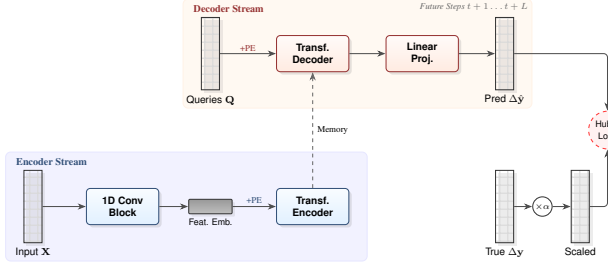 Decoder Stream
Future Steps t + 1 … t + L
+PE
Transf.
Decoder
Linear
Proj.
Queries Q
Pred Δŷ
Memory
Encoder Stream
1D Conv
Block
+PE
Transf.
Encoder
Feat. Emb.
Input X
×α
True Δy
Scaled